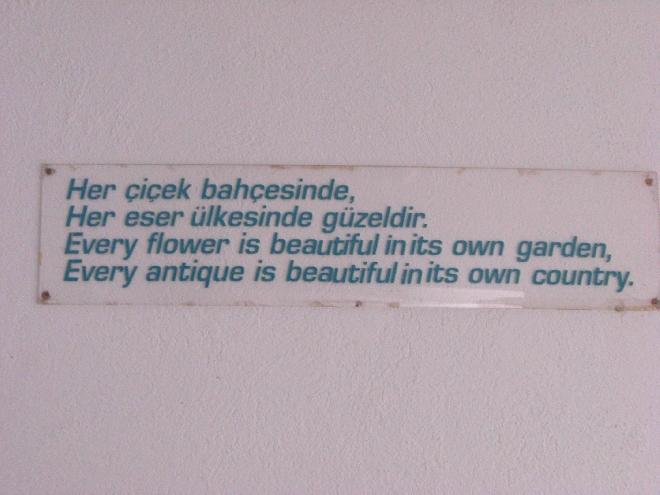 Her çiçek bahçesinde,
Her eser ülkesinde güzeldir.
Every flower is beautiful in its own garden,
Every antique is beautiful in its own country.